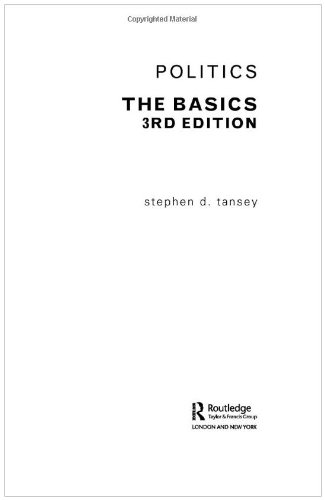 Copyrighted Material
POLITICS
THE BASICS
3RD EDITION
stephen d. tansey
R
Routledge
Taylor & Francis Group
LONDON AND NEW YORK